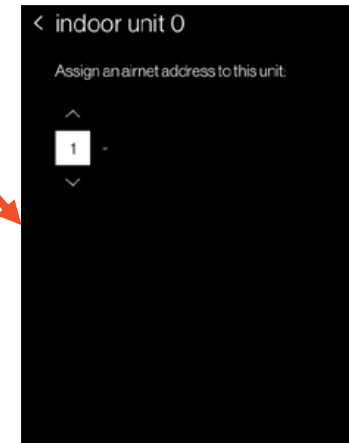 < indoor unit 0
Assign an airnet address to this unit:
1 -